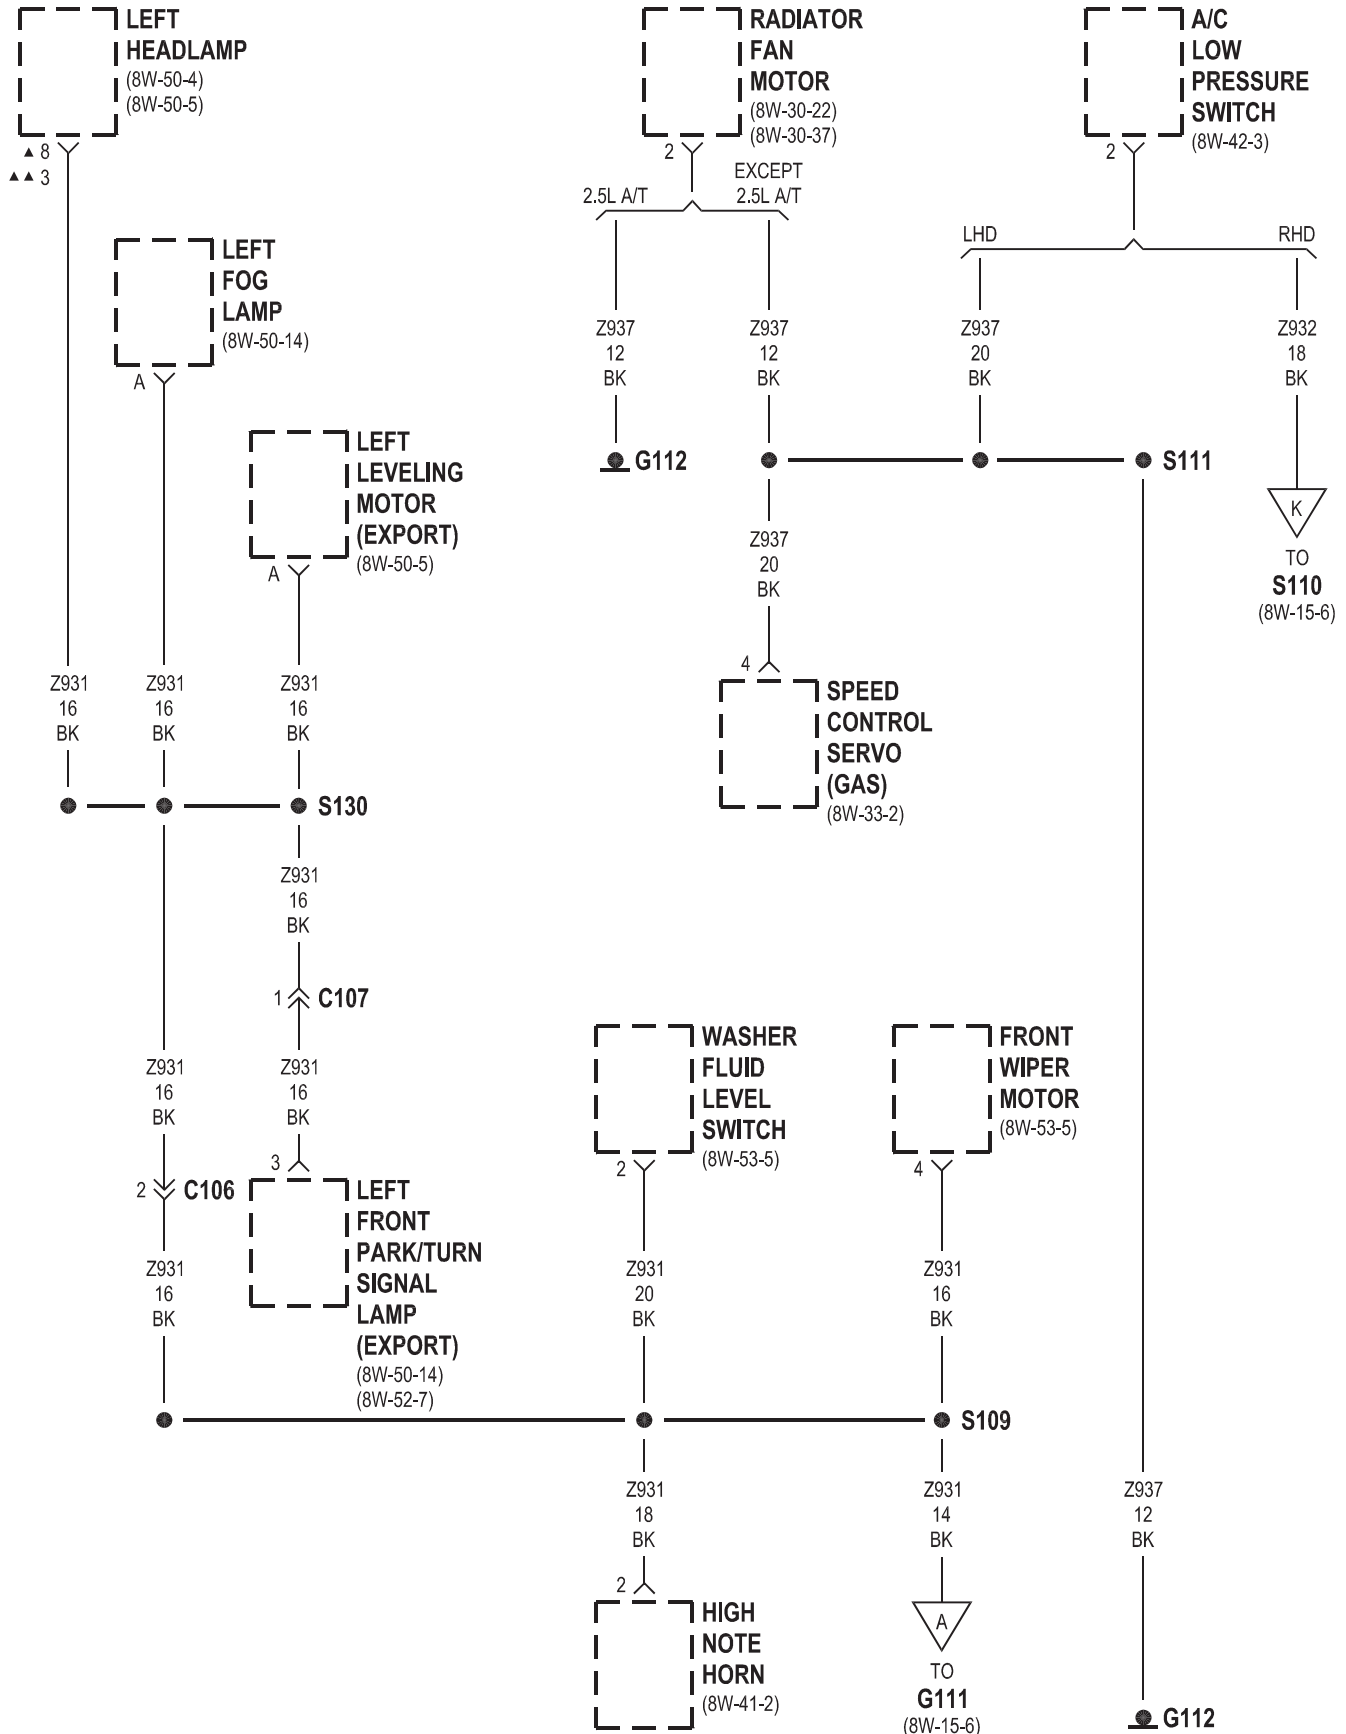 LEFT
HEADLAMP
(8W-50-4)
(8W-50-5)
▲ 8
▲▲ 3
RADIATOR
FAN
MOTOR
(8W-30-22)
(8W-30-37)
2
2.5L A/T
EXCEPT
2.5L A/T
A/C
LOW
PRESSURE
SWITCH
(8W-42-3)
2
LHD
RHD
LEFT
FOG
LAMP
(8W-50-14)
A
Z937
12
BK
Z937
12
BK
Z937
20
BK
Z932
18
BK
LEFT
LEVELING
MOTOR
(EXPORT)
(8W-50-5)
A
G112
S111
K
TO
S110
(8W-15-6)
Z937
20
BK
4
SPEED
CONTROL
SERVO
(GAS)
(8W-33-2)
Z931
16
BK
Z931
16
BK
Z931
16
BK
S130
Z931
16
BK
1
C107
Z931
16
BK
Z931
16
BK
3
2
C106
LEFT
FRONT
PARK/TURN
SIGNAL
LAMP
(EXPORT)
(8W-50-14)
(8W-52-7)
Z931
16
BK
WASHER
FLUID
LEVEL
SWITCH
(8W-53-5)
2
FRONT
WIPER
MOTOR
(8W-53-5)
4
Z931
20
BK
Z931
16
BK
S109
Z931
18
BK
Z931
14
BK
Z937
12
BK
2
HIGH
NOTE
HORN
(8W-41-2)
A
TO
G111
(8W-15-6)
G112